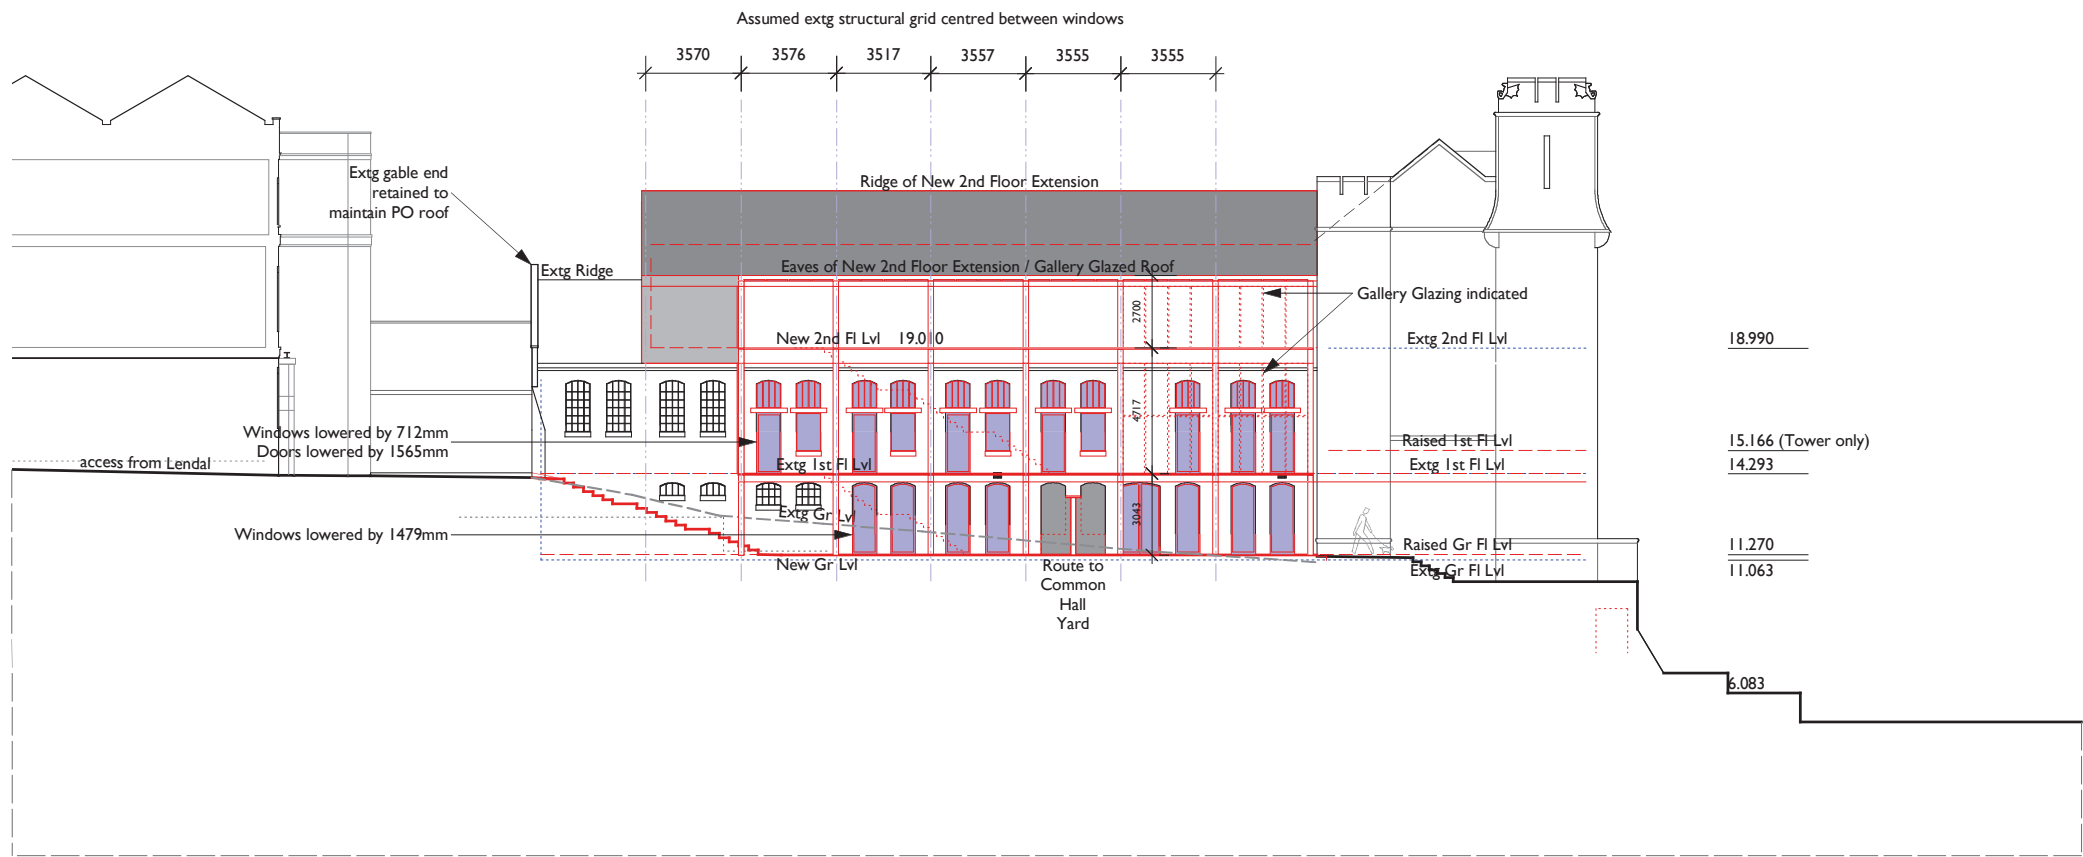 Assumed extg structural grid centred between windows
3570 3576 3517 3557 3555 3555
Extg gable end
retained to
maintain PO roof
Ridge of New 2nd Floor Extension
Extg Ridge
Eaves of New 2nd Floor Extension / Gallery Glazed Roof
Gallery Glazing indicated
2700
New 2nd Fl Lvl 19.010
Extg 2nd Fl Lvl 18.990
4717
Windows lowered by 712mm
Doors lowered by 1565mm
Raised 1st Fl Lvl 15.166 (Tower only)
access from Lendal
Extg 1st Fl Lvl
Extg 1st Fl Lvl 14.293
Extg Gr Lvl
3043
Windows lowered by 1479mm
Raised Gr Fl Lvl 11.270
New Gr Lvl
Extg Gr Fl Lvl 11.063
Route to
Common
Hall
Yard
6.083